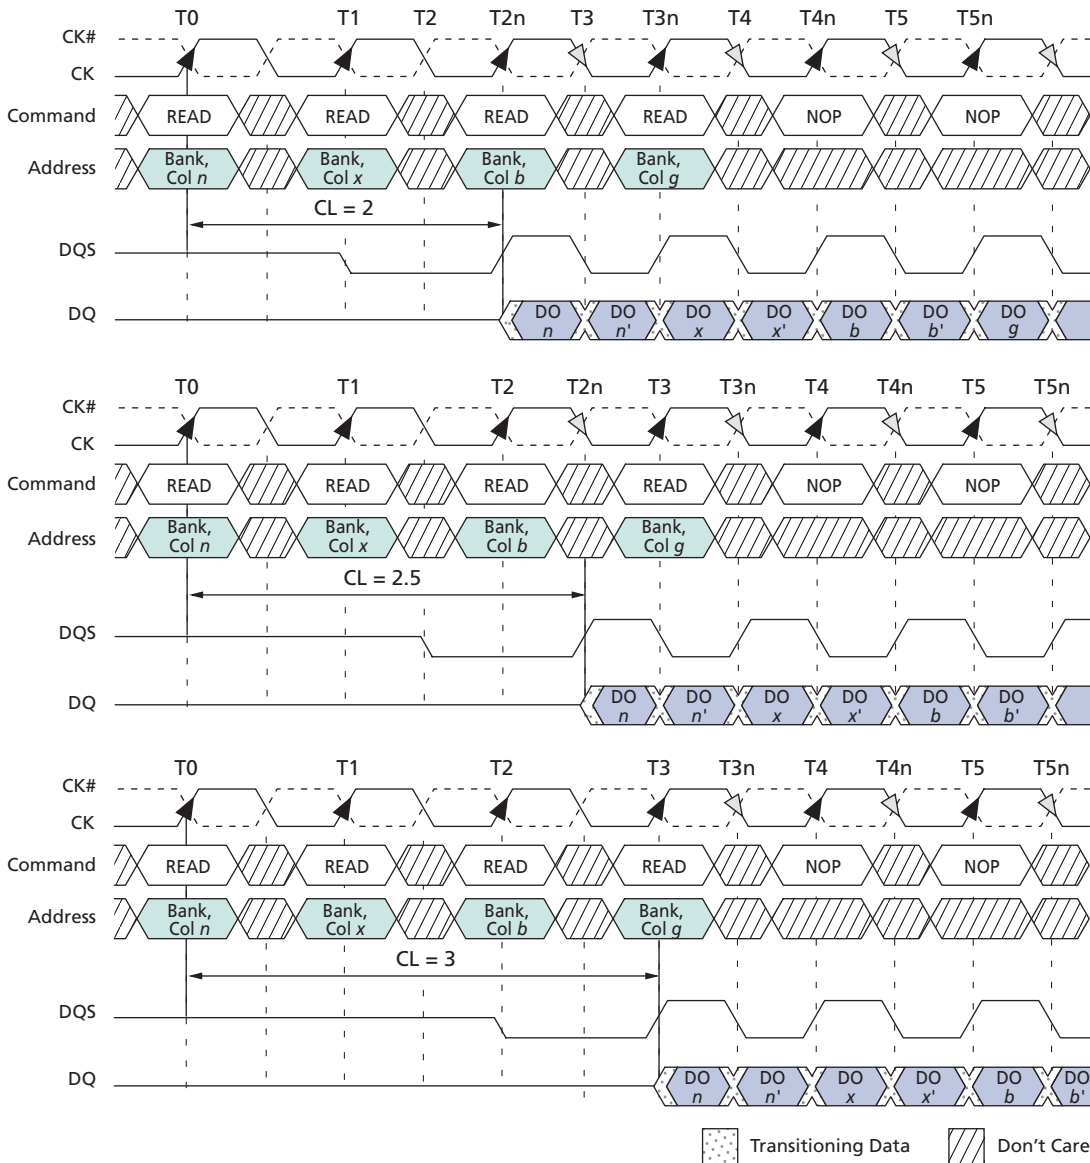 T0 T1 T2 T2n T3 T3n T4 T4n T5 T5n
CK#
CK
Command READ READ READ READ NOP NOP
Address Bank, Col n Bank, Col x Bank, Col b Bank, Col g
CL = 2
DQS
DQ DO n DO n' DO x DO x' DO b DO b' DO g
T0 T1 T2 T2n T3 T3n T4 T4n T5 T5n
CK#
CK
Command READ READ READ READ NOP NOP
Address Bank, Col n Bank, Col x Bank, Col b Bank, Col g
CL = 2.5
DQS
DQ DO n DO n' DO x DO x' DO b DO b'
T0 T1 T2 T3 T3n T4 T4n T5 T5n
CK#
CK
Command READ READ READ READ NOP NOP
Address Bank, Col n Bank, Col x Bank, Col b Bank, Col g
CL = 3
DQS
DQ DO n DO n' DO x DO x' DO b DO b'
Transitioning Data Don't Care